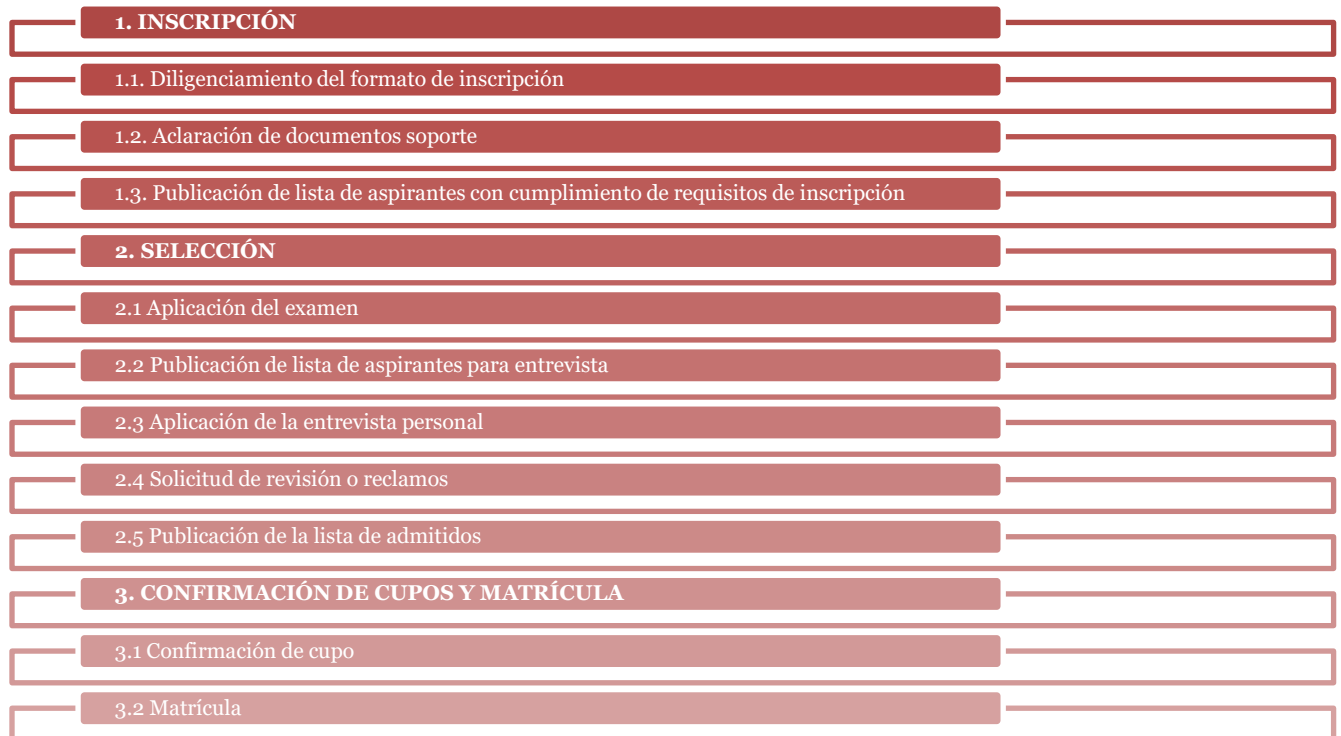 1. INSCRIPCIÓN
1.1. Diligenciamiento del formato de inscripción
1.2. Aclaración de documentos soporte
1.3. Publicación de lista de aspirantes con cumplimiento de requisitos de inscripción
2. SELECCIÓN
2.1 Aplicación del examen
2.2 Publicación de lista de aspirantes para entrevista
2.3 Aplicación de la entrevista personal
2.4 Solicitud de revisión o reclamos
2.5 Publicación de la lista de admitidos
3. CONFIRMACIÓN DE CUPOS Y MATRÍCULA
3.1 Confirmación de cupo
3.2 Matrícula